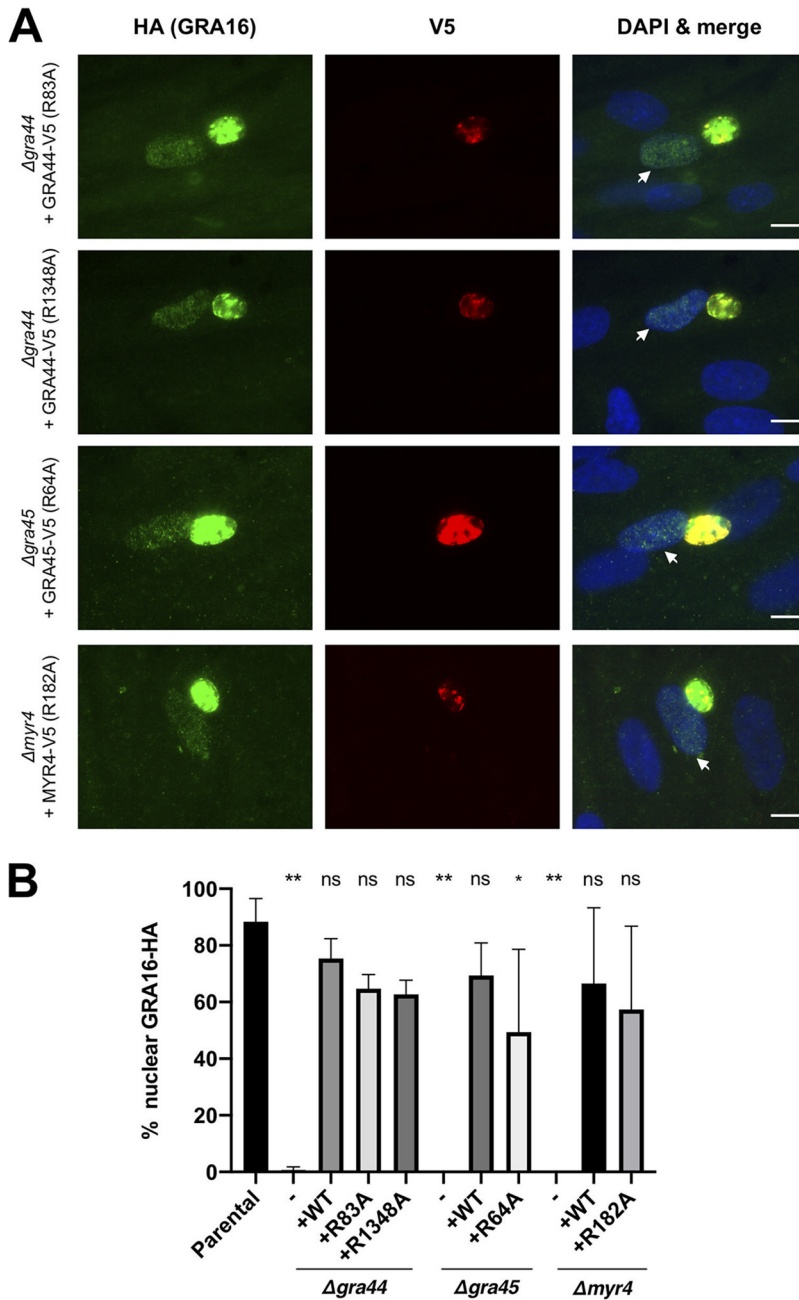 A
HA (GRA16)
V5
DAPI & merge
Δgra44
+ GRA44-V5 (R83A)
Δgra44
+ GRA44-V5 (R1348A)
Δgra45
+ GRA45-V5 (R64A)
Δmyr4
+ MYR4-V5 (R182A)
B
** ns ns ns ** ns * ** ns ns
% nuclear GRA16-HA
100
80
60
40
20
0
Parental
-
+WT
+R83A
+R1348A
-
+WT
+R64A
-
+WT
+R182A
Δgra44
Δgra45
Δmyr4